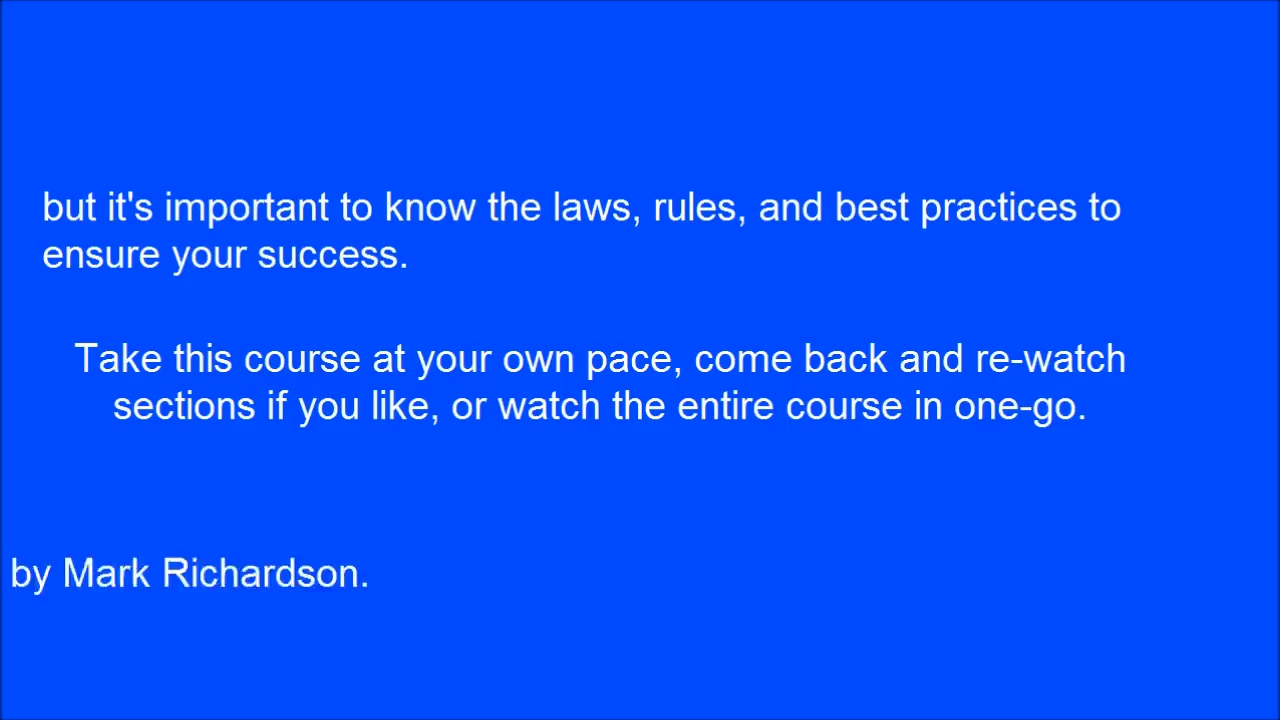 but it's important to know the laws, rules, and best practices to
ensure your success.
Take this course at your own pace, come back and re-watch
sections if you like, or watch the entire course in one-go.
by Mark Richardson.